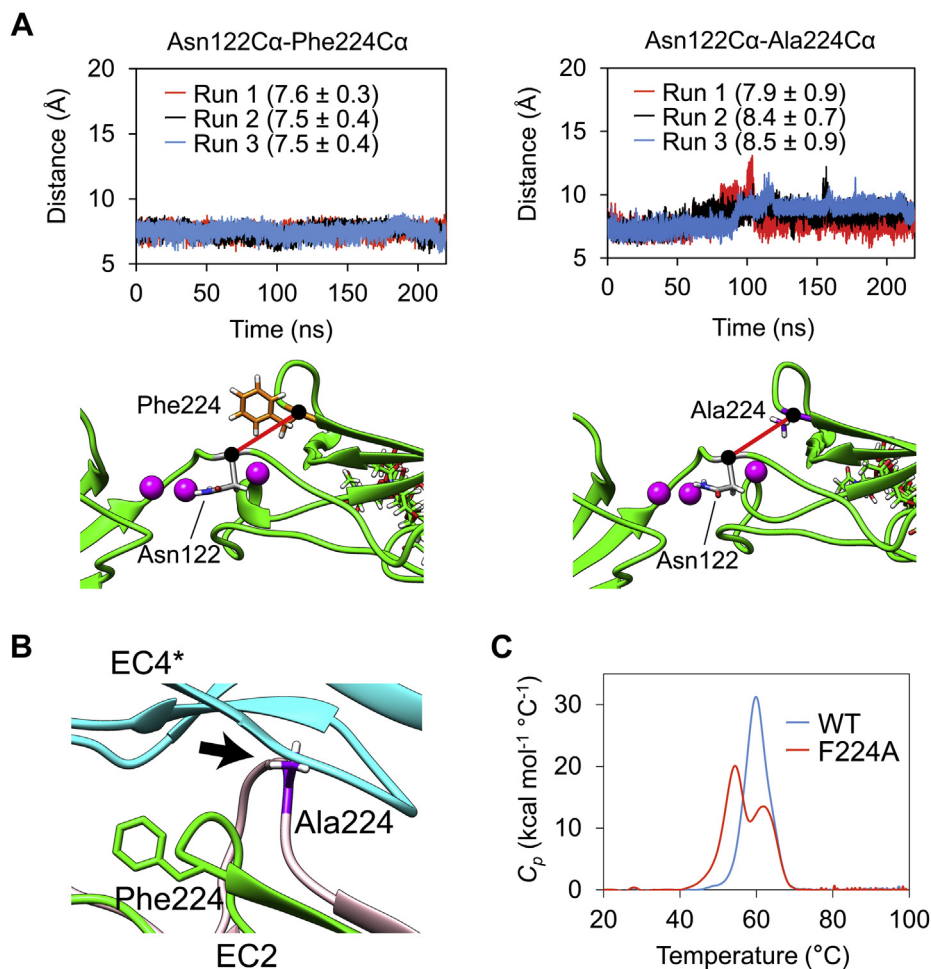 A
Asn122Cα-Phe224Cα
20
15
10
5
Distance (Å)
Run 1 (7.6 ± 0.3)
Run 2 (7.5 ± 0.4)
Run 3 (7.5 ± 0.4)
0 50 100 150 200
Time (ns)
Asn122Cα-Ala224Cα
20
15
10
5
Distance (Å)
Run 1 (7.9 ± 0.9)
Run 2 (8.4 ± 0.7)
Run 3 (8.5 ± 0.9)
0 50 100 150 200
Time (ns)
Phe224
Asn122
Ala224
Asn122
B
EC4*
Ala224
Phe224
EC2
C
30
20
10
0
Cp (kcal mol⁻¹ °C⁻¹)
WT
F224A
20 40 60 80 100
Temperature (°C)